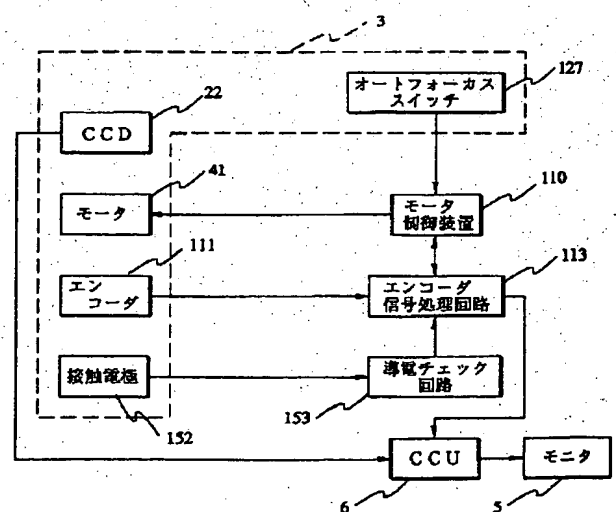 3
オートフォーカス
スイッチ
127
22
CCD
41
モータ
モータ
制御装置
110
111
エン
コーダ
エンコーダ
信号処理回路
113
接触電極
152
導電チェック
回路
153
CCU
6
モニタ
5